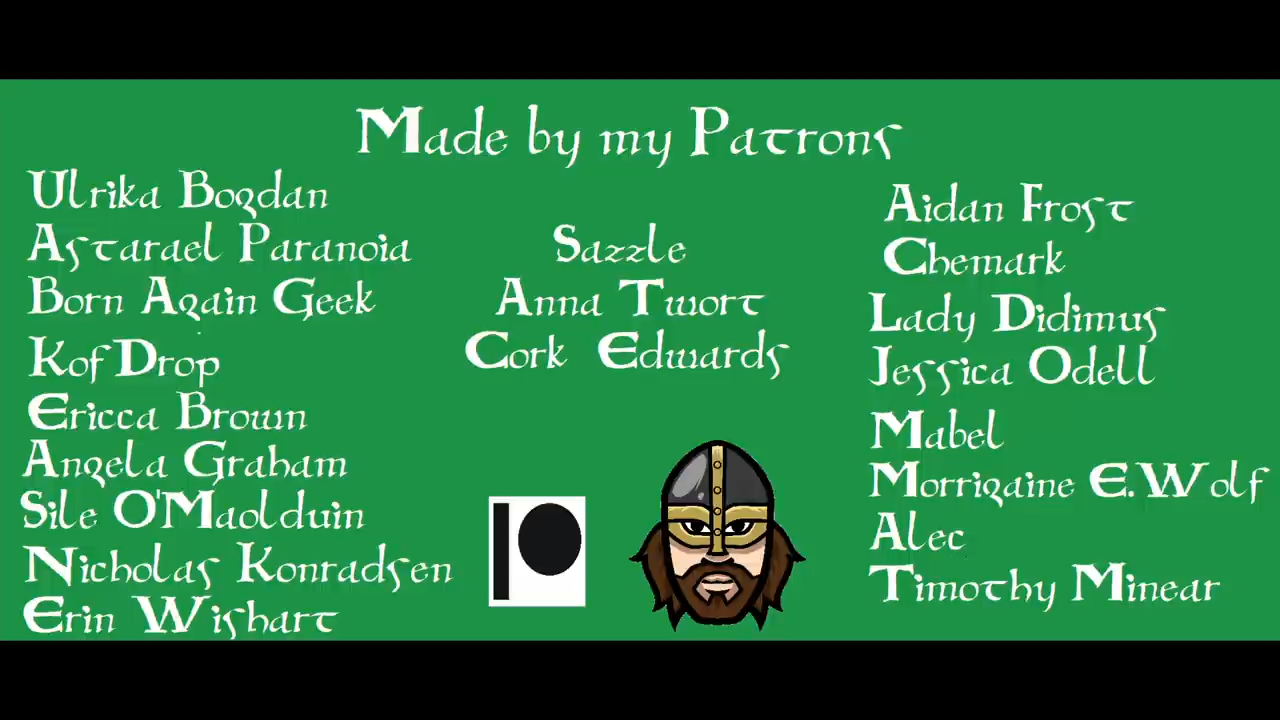 Made by my Patrons
Ulrika Bogdan
Astarael Paranoia
Born Again Geek
Kof Drop
Ericca Brown
Angela Graham
Sile O'Maolduin
Nicholas Konradsen
Erin Wishart
Sazzle
Anna Twort
Cork Edwards
Aidan Frost
Chemark
Lady Didimus
Jessica Odell
Mabel
Morrigaine E.Wolf
Alec
Timothy Minear